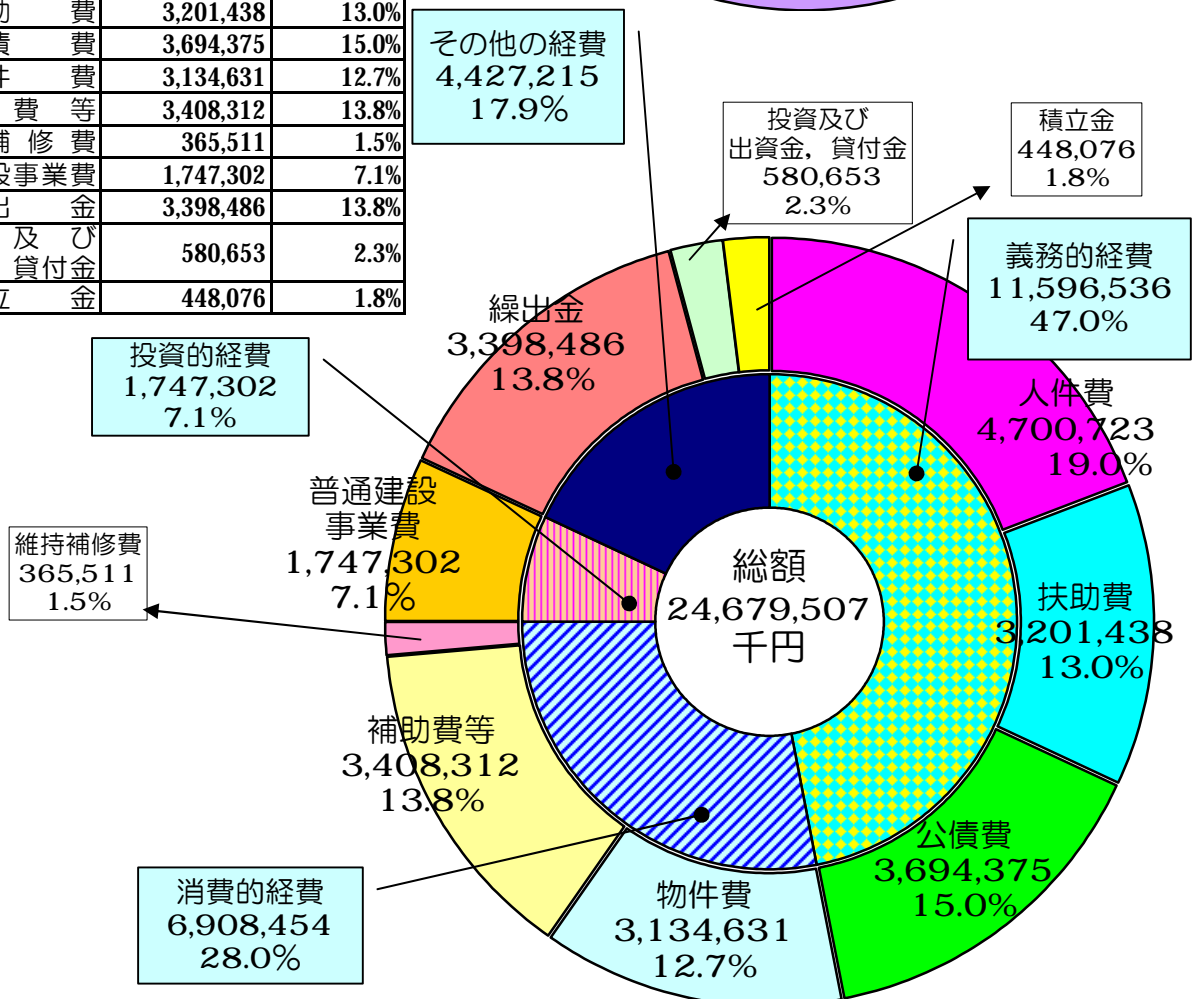 費 3,201,438 13.0%
費 3,694,375 15.0%
費 3,134,631 12.7%
費 等 3,408,312 13.8%
修 費 365,511 1.5%
事業費 1,747,302 7.1%
金 3,398,486 13.8%
及 び
貸付金
580,653 2.3%
金 448,076 1.8%
その他の経費
4,427,215
17.9%
投資及び
出資金，貸付金
580,653
2.3%
積立金
448,076
1.8%
義務的経費
11,596,536
47.0%
繰出金
3,398,486
13.8%
投資的経費
1,747,302
7.1%
人件費
4,700,723
19.0%
普通建設
事業費
1,747,302
7.1%
維持補修費
365,511
1.5%
総額
24,679,507
千円
扶助費
3,201,438
13.0%
補助費等
3,408,312
13.8%
公債費
3,694,375
15.0%
物件費
3,134,631
12.7%
消費的経費
6,908,454
28.0%